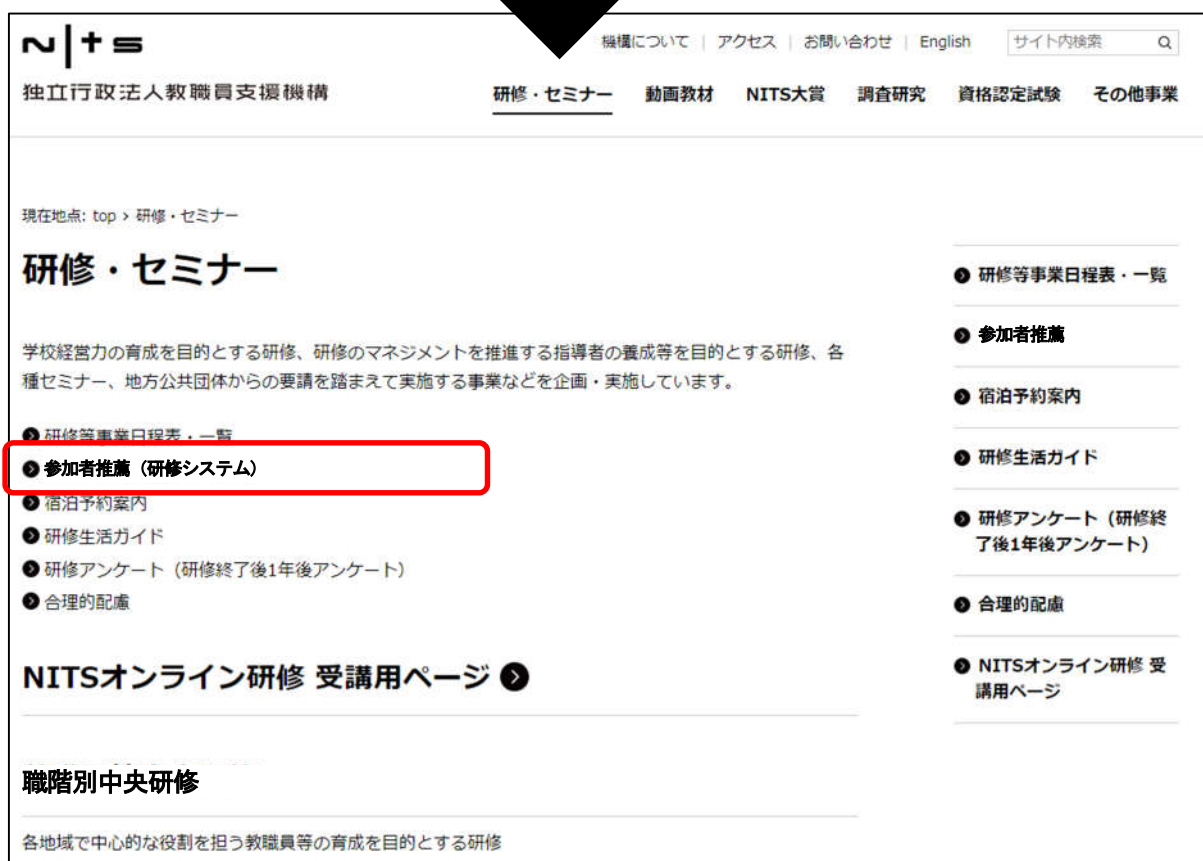 NITS
機構について | アクセス | お問い合わせ | English サイト内検索
独立行政法人教職員支援機構
研修・セミナー 動画教材 NITS大賞 調査研究 資格認定試験 その他事業
現在地点: top › 研修・セミナー
研修・セミナー
学校経営力の育成を目的とする研修、研修のマネジメントを推進する指導者の養成等を目的とする研修、各
種セミナー、地方公共団体からの要請を踏まえて実施する事業などを企画・実施しています。
研修等事業日程表・一覧
参加者推薦（研修システム）
宿泊予約案内
研修生活ガイド
研修アンケート（研修終了後1年後アンケート）
合理的配慮
NITSオンライン研修 受講用ページ
職階別中央研修
各地域で中心的な役割を担う教職員等の育成を目的とする研修
研修等事業日程表・一覧
参加者推薦
宿泊予約案内
研修生活ガイド
研修アンケート（研修終
了後1年後アンケート）
合理的配慮
NITSオンライン研修 受
講用ページ